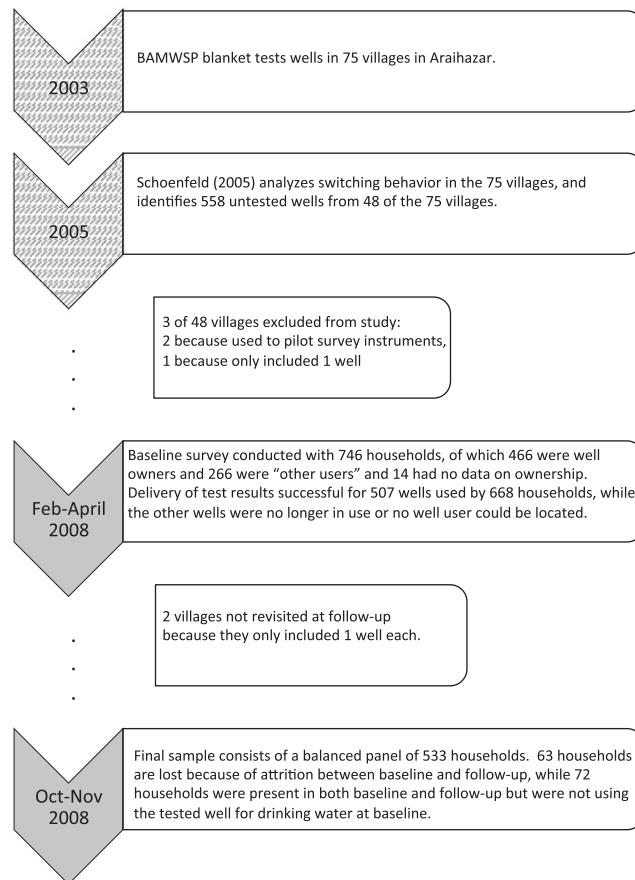 2003
BAMWSP blanket tests wells in 75 villages in Araihazar.
2005
Schoenfeld (2005) analyzes switching behavior in the 75 villages, and
identifies 558 untested wells from 48 of the 75 villages.
3 of 48 villages excluded from study:
2 because used to pilot survey instruments,
1 because only included 1 well
Feb-April
2008
Baseline survey conducted with 746 households, of which 466 were well
owners and 266 were “other users” and 14 had no data on ownership.
Delivery of test results successful for 507 wells used by 668 households, while
the other wells were no longer in use or no well user could be located.
2 villages not revisited at follow-up
because they only included 1 well each.
Oct-Nov
2008
Final sample consists of a balanced panel of 533 households.  63 households
are lost because of attrition between baseline and follow-up, while 72
households were present in both baseline and follow-up but were not using
the tested well for drinking water at baseline.